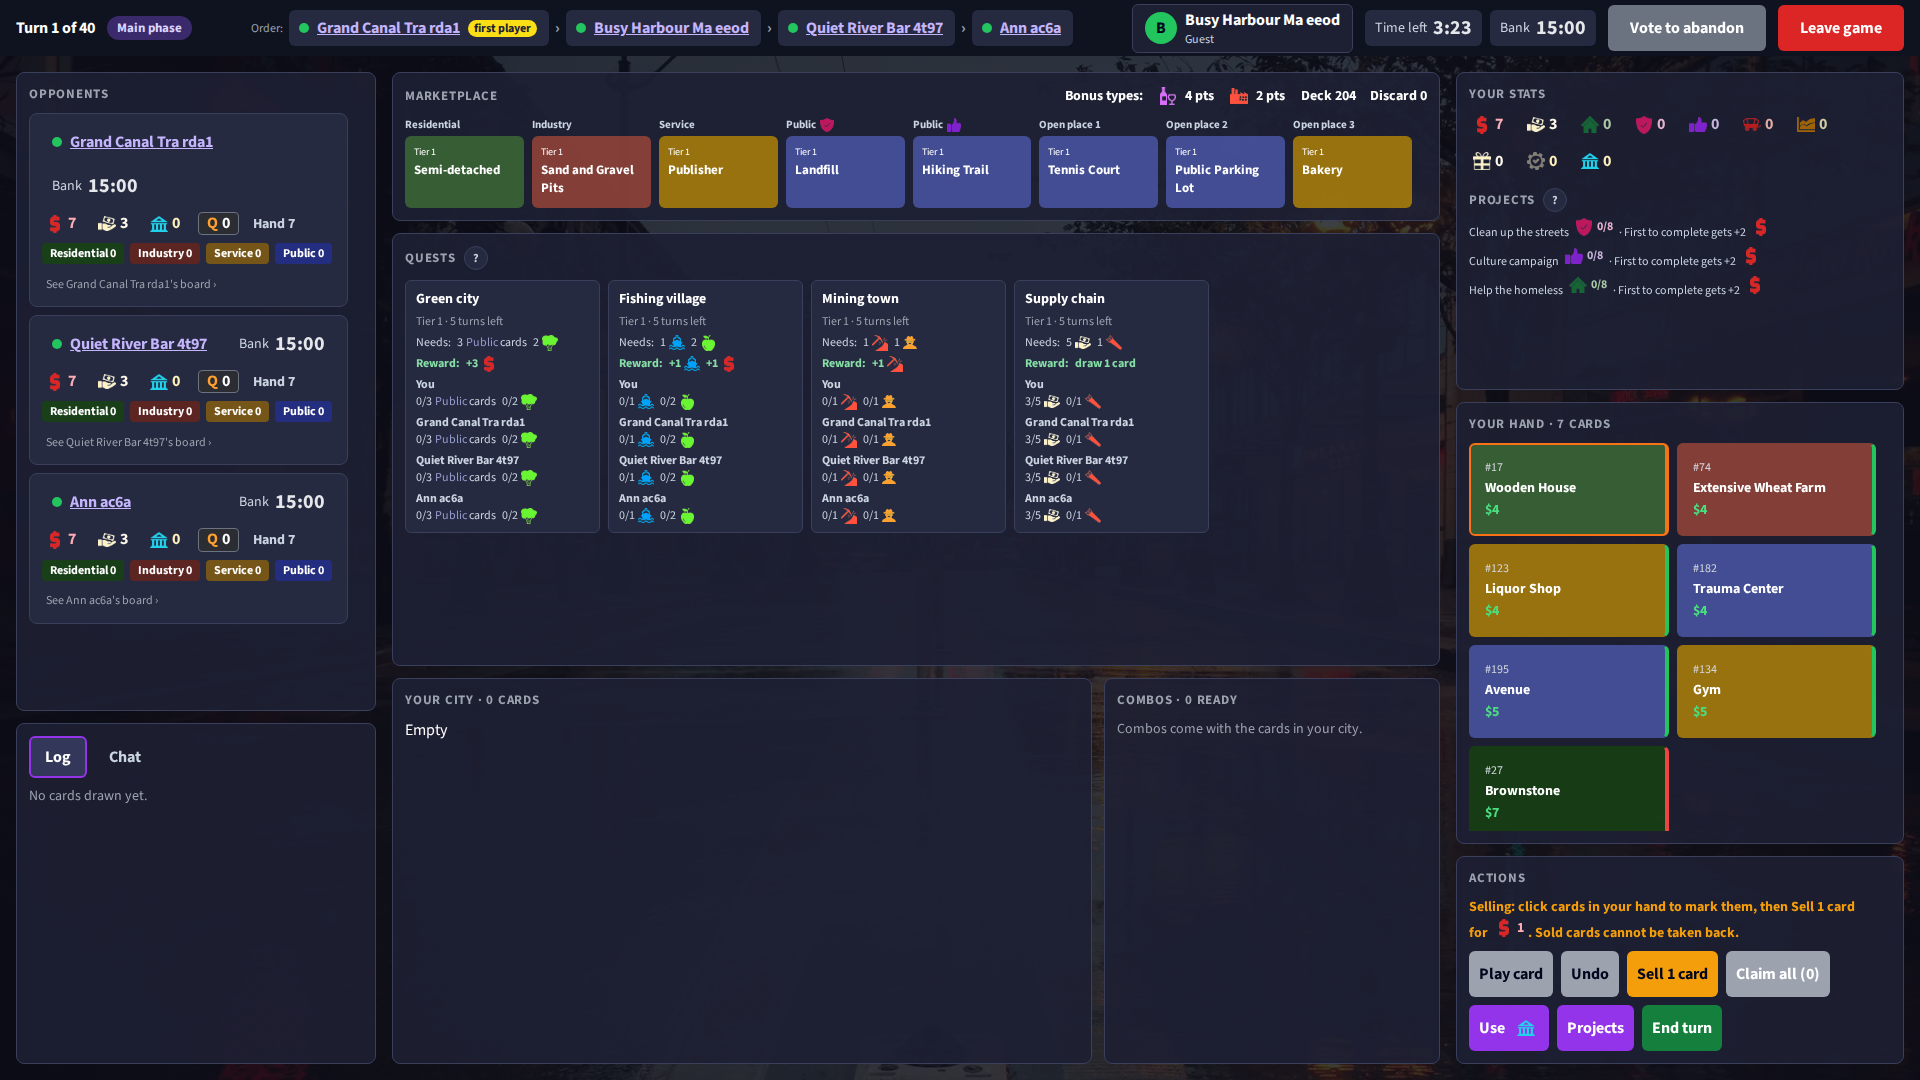 Turn 1 of 40
Main phase
Order:
Grand Canal Tra rda1 first player › Busy Harbour Ma eeod › Quiet River Bar 4t97 › Ann ac6a
B
Busy Harbour Ma eeod
Guest
Time left 3:23
Bank 15:00
Vote to abandon
Leave game
OPPONENTS
Grand Canal Tra rda1
Bank 15:00
7 3 0 Q 0 Hand 7
Residential 0 Industry 0 Service 0 Public 0
See Grand Canal Tra rda1's board ›
Quiet River Bar 4t97 Bank 15:00
7 3 0 Q 0 Hand 7
Residential 0 Industry 0 Service 0 Public 0
See Quiet River Bar 4t97's board ›
Ann ac6a Bank 15:00
7 3 0 Q 0 Hand 7
Residential 0 Industry 0 Service 0 Public 0
See Ann ac6a's board ›
Log Chat
No cards drawn yet.
MARKETPLACE
Bonus types: 4 pts 2 pts Deck 204 Discard 0
Residential
Tier 1
Semi-detached
Industry
Tier 1
Sand and Gravel
Pits
Service
Tier 1
Publisher
Public
Tier 1
Landfill
Public
Tier 1
Hiking Trail
Open place 1
Tier 1
Tennis Court
Open place 2
Tier 1
Public Parking
Lot
Open place 3
Tier 1
Bakery
QUESTS ?
Green city
Tier 1 · 5 turns left
Needs: 3 Public cards 2
Reward: +3
You
0/3 Public cards 0/2
Grand Canal Tra rda1
0/3 Public cards 0/2
Quiet River Bar 4t97
0/3 Public cards 0/2
Ann ac6a
0/3 Public cards 0/2
Fishing village
Tier 1 · 5 turns left
Needs: 1 2
Reward: +1 +1
You
0/1 0/2
Grand Canal Tra rda1
0/1 0/2
Quiet River Bar 4t97
0/1 0/2
Ann ac6a
0/1 0/2
Mining town
Tier 1 · 5 turns left
Needs: 1 1
Reward: +1
You
0/1 0/1
Grand Canal Tra rda1
0/1 0/1
Quiet River Bar 4t97
0/1 0/1
Ann ac6a
0/1 0/1
Supply chain
Tier 1 · 5 turns left
Needs: 5 1
Reward: draw 1 card
You
3/5 0/1
Grand Canal Tra rda1
3/5 0/1
Quiet River Bar 4t97
3/5 0/1
Ann ac6a
3/5 0/1
YOUR CITY · 0 CARDS
Empty
COMBOS · 0 READY
Combos come with the cards in your city.
YOUR STATS
7 3 0 0 0 0 0
0 0 0
PROJECTS ?
Clean up the streets 0/8 · First to complete gets +2
Culture campaign 0/8 · First to complete gets +2
Help the homeless 0/8 · First to complete gets +2
YOUR HAND · 7 CARDS
#17
Wooden House
$4
#74
Extensive Wheat Farm
$4
#123
Liquor Shop
$4
#182
Trauma Center
$4
#195
Avenue
$5
#134
Gym
$5
#27
Brownstone
$7
ACTIONS
Selling: click cards in your hand to mark them, then Sell 1 card
for 1 . Sold cards cannot be taken back.
Play card Undo Sell 1 card Claim all (0)
Use Projects End turn